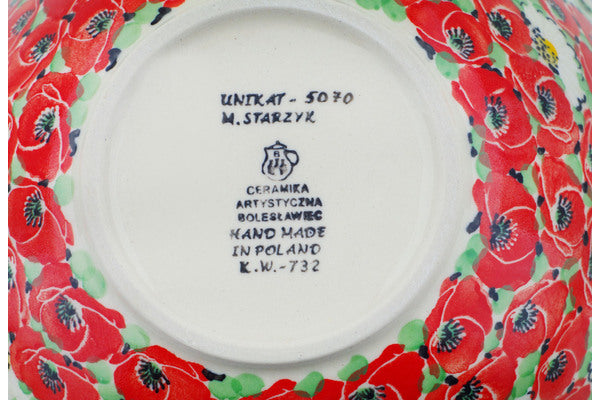 UNIKAT - 5070
M. STARZYK
CERAMIKA
ARTYSTYCZNA
BOLESŁAWIEC
HAND MADE
IN POLAND
K.W.-732